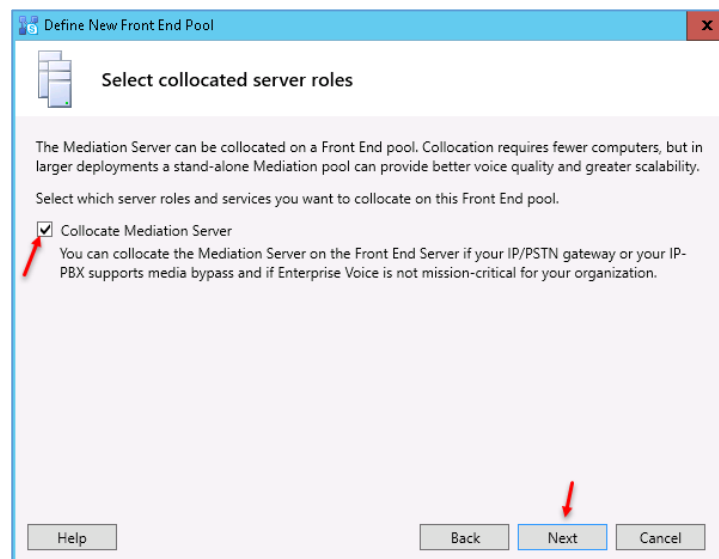 Define New Front End Pool
Select collocated server roles
The Mediation Server can be collocated on a Front End pool. Collocation requires fewer computers, but in
larger deployments a stand-alone Mediation pool can provide better voice quality and greater scalability.
Select which server roles and services you want to collocate on this Front End pool.
Collocate Mediation Server
You can collocate the Mediation Server on the Front End Server if your IP/PSTN gateway or your IP-
PBX supports media bypass and if Enterprise Voice is not mission-critical for your organization.
Help Back Next Cancel